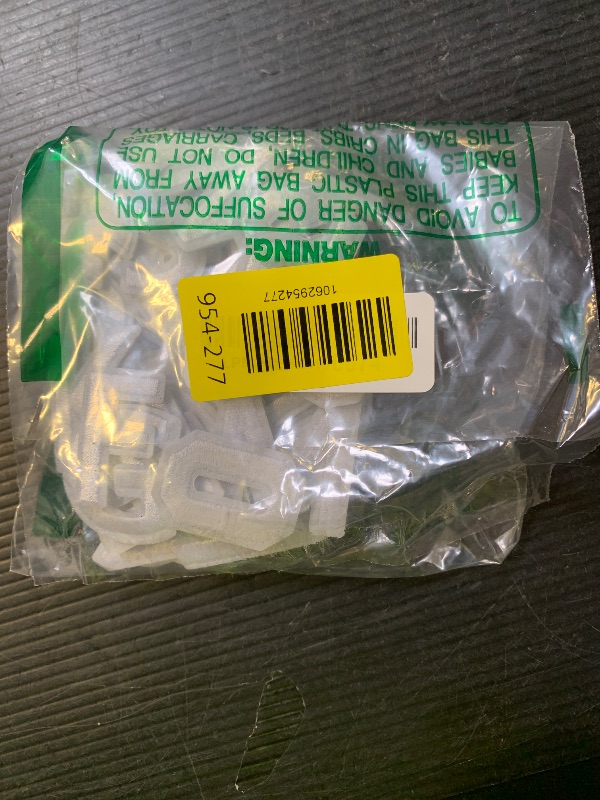 WARNING:
TO AVOID DANGER OF SUFFOCATION,
KEEP THIS PLASTIC BAG AWAY FROM
BABIES AND CHILDREN. DO NOT USE
THIS BAG IN CRIBS, BEDS, CARRIAGES
1062954277
954-277